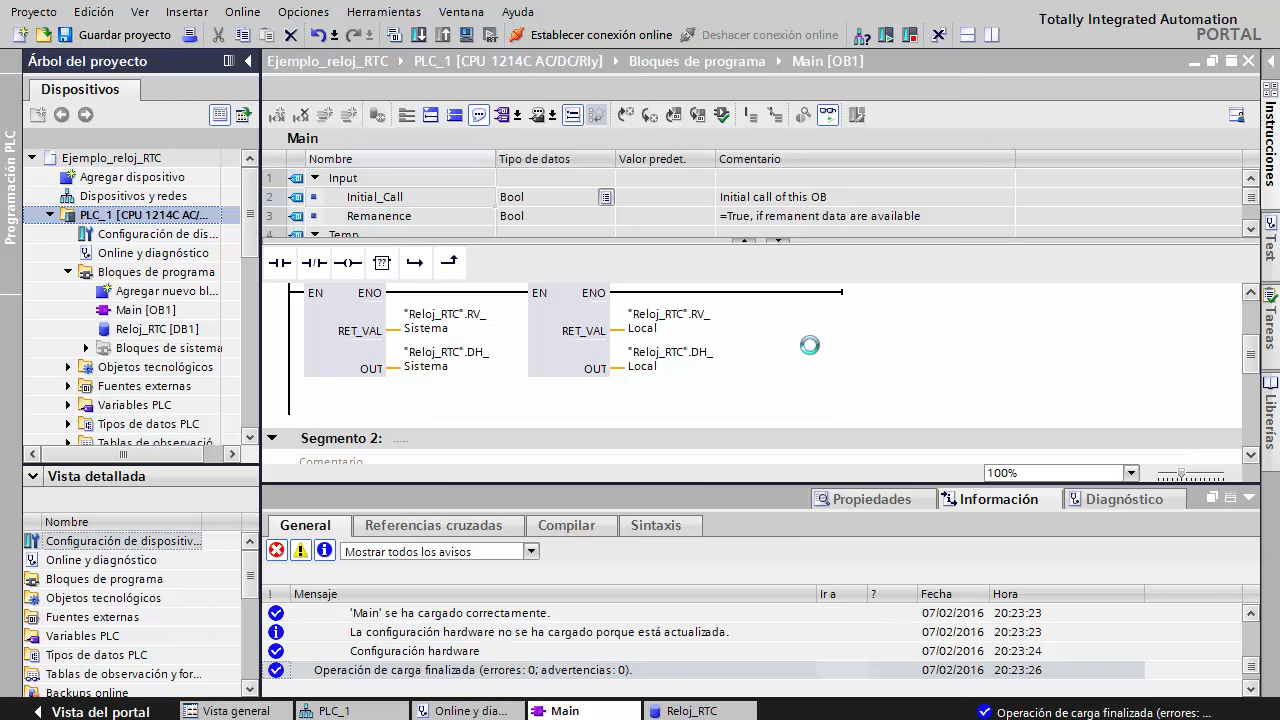 Proyecto Edición Ver Insertar Online Opciones Herramientas Ventana Ayuda
Totally Integrated Automation
PORTAL
Guardar proyecto Establecer conexión online Deshacer conexión online
Árbol del proyecto
Ejemplo_reloj_RTC PLC_1 [CPU 1214C AC/DC/Rly] Bloques de programa Main [OB1]
Dispositivos
Programación PLC
Ejemplo_reloj_RTC
Agregar dispositivo
Dispositivos y redes
PLC_1 [CPU 1214C AC/...
Configuración de dis...
Online y diagnóstico
Bloques de programa
Agregar nuevo bl...
Main [OB1]
Reloj_RTC [DB1]
Bloques de sistema
Objetos tecnológicos
Fuentes externas
Variables PLC
Tipos de datos PLC
Tablas de observació
Vista detallada
Nombre
Configuración de dispositiv...
Online y diagnóstico
Bloques de programa
Objetos tecnológicos
Fuentes externas
Variables PLC
Tipos de datos PLC
Tablas de observación y for...
Backups online
Main
Nombre Tipo de datos Valor predet. Comentario
1 Input
2 Initial_Call Bool Initial call of this OB
3 Remanence Bool =True, if remanent data are available
4 Temp
??
EN ENO EN ENO
"Reloj_RTC".RV_ "Reloj_RTC".RV_
RET_VAL Sistema RET_VAL Local
"Reloj_RTC".DH_ "Reloj_RTC".DH_
OUT Sistema OUT Local
Segmento 2: .....
Comentario
100%
Propiedades Información Diagnóstico
General Referencias cruzadas Compilar Sintaxis
Mostrar todos los avisos
! Mensaje Ir a ? Fecha Hora
'Main' se ha cargado correctamente. 07/02/2016 20:23:23
La configuración hardware no se ha cargado porque está actualizada. 07/02/2016 20:23:23
Configuración hardware 07/02/2016 20:23:24
Operación de carga finalizada (errores: 0; advertencias: 0). 07/02/2016 20:23:26
Instrucciones
Test
Tareas
Librerías
Vista del portal Vista general PLC_1 Online y dia... Main Reloj_RTC Operación de carga finalizada (errores: ...